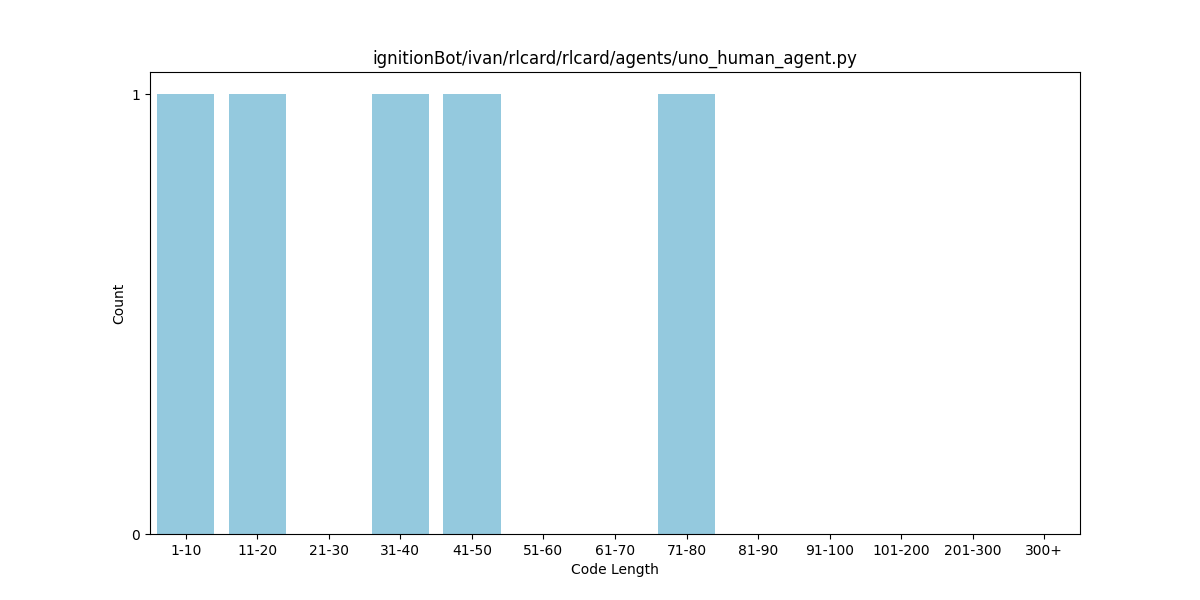 ignitionBot/ivan/rlcard/rlcard/agents/uno_human_agent.py
1
Count
0
1-10 11-20 21-30 31-40 41-50 51-60 61-70 71-80 81-90 91-100 101-200 201-300 300+
Code Length